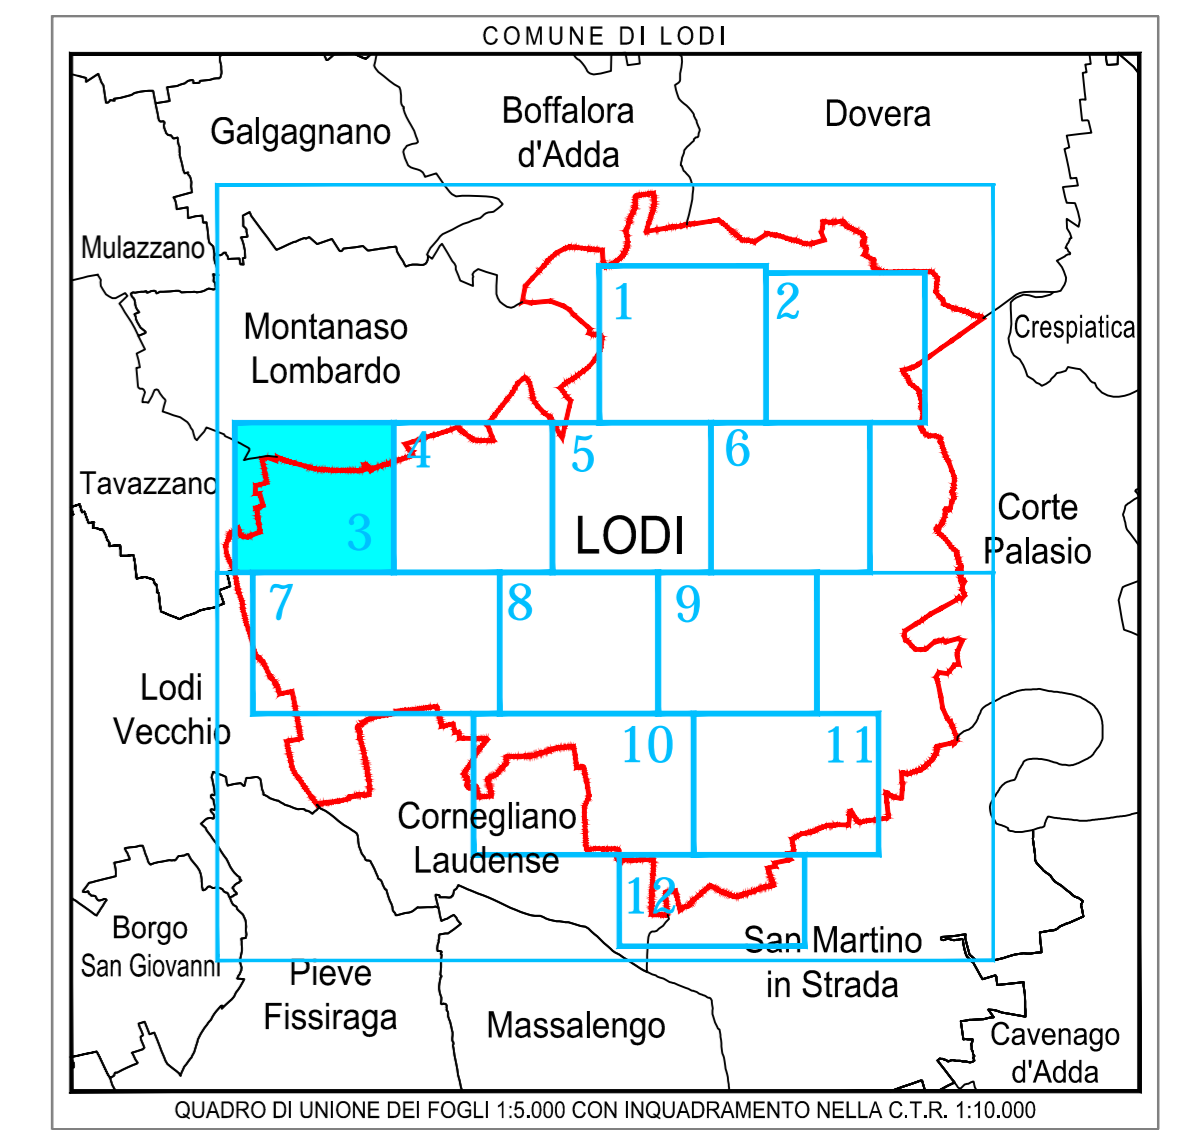 COMUNE DI LODI
Galgagnano
Boffalora
d'Adda
Dovera
Mulazzano
Montanaso
Lombardo
1
2
Crespiatica
Tavazzano
3
4
5
6
LODI
Corte
Palasio
7
8
9
Lodi
Vecchio
10
11
Cornegliano
Laudense
12
Borgo
San Giovanni
Pieve
Fissiraga
Massalengo
San Martino
in Strada
Cavenago
d'Adda
QUADRO DI UNIONE DEI FOGLI 1:5.000 CON INQUADRAMENTO NELLA C.T.R. 1:10.000